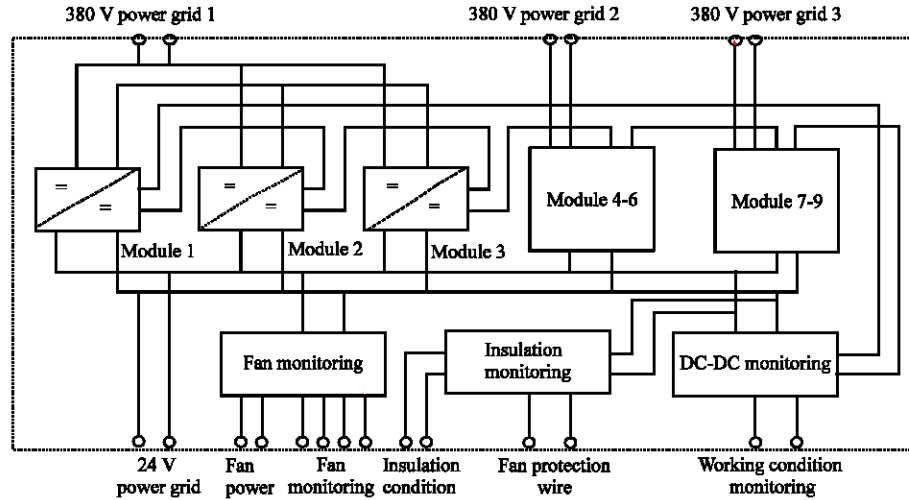 380 V power grid 1
380 V power grid 2
380 V power grid 3
=
=
=
=
=
=
Module 4-6
Module 7-9
Module 1
Module 2
Module 3
Fan monitoring
Insulation
monitoring
DC-DC monitoring
24 V
power grid
Fan
power
Fan
monitoring
Insulation
condition
Fan protection
wire
Working condition
monitoring